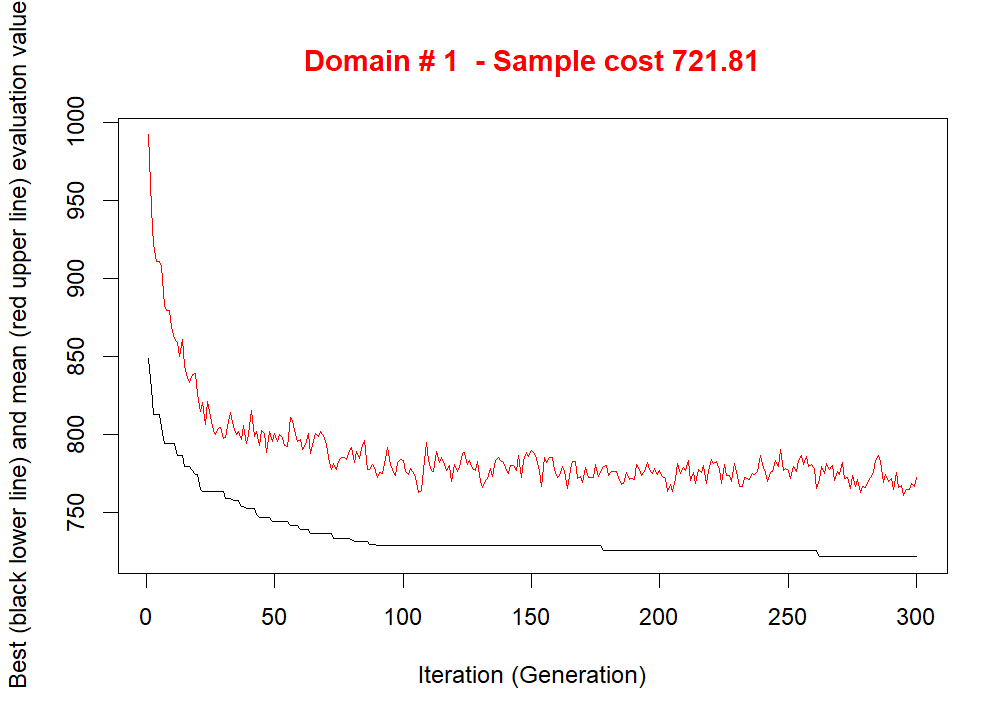 Domain # 1  - Sample cost 721.81
Best (black lower line) and mean (red upper line) evaluation value
1000
950
900
850
800
750
0 50 100 150 200 250 300
Iteration (Generation)